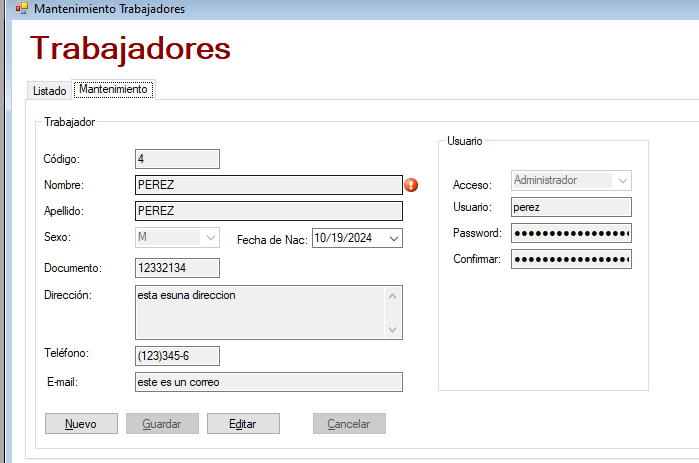 Mantenimiento Trabajadores
Trabajadores
Listado Mantenimiento
Trabajador
Código: 4
Nombre: PEREZ
Apellido: PEREZ
Sexo: M Fecha de Nac: 10/19/2024
Documento: 12332134
Dirección: esta esuna direccion
Teléfono: (123)345-6
E-mail: este es un correo
Usuario
Acceso: Administrador
Usuario: perez
Password: ●●●●●●●●●●●●●●●●●
Confirmar: ●●●●●●●●●●●●●●●●●
Nuevo Guardar Editar Cancelar